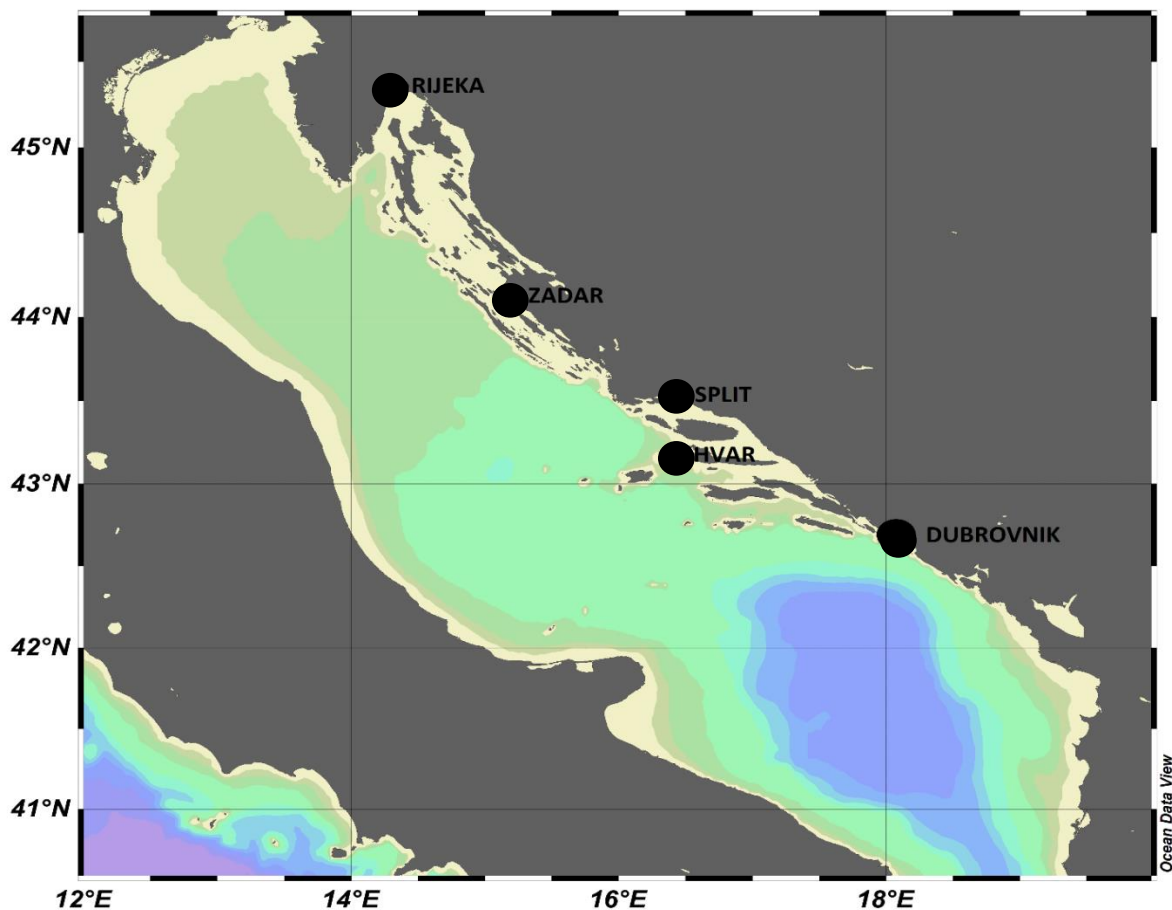 RIJEKA
45°N
ZADAR
44°N
SPLIT
HVAR
43°N
DUBROVNIK
42°N
41°N
12°E 14°E 16°E 18°E
Ocean Data View